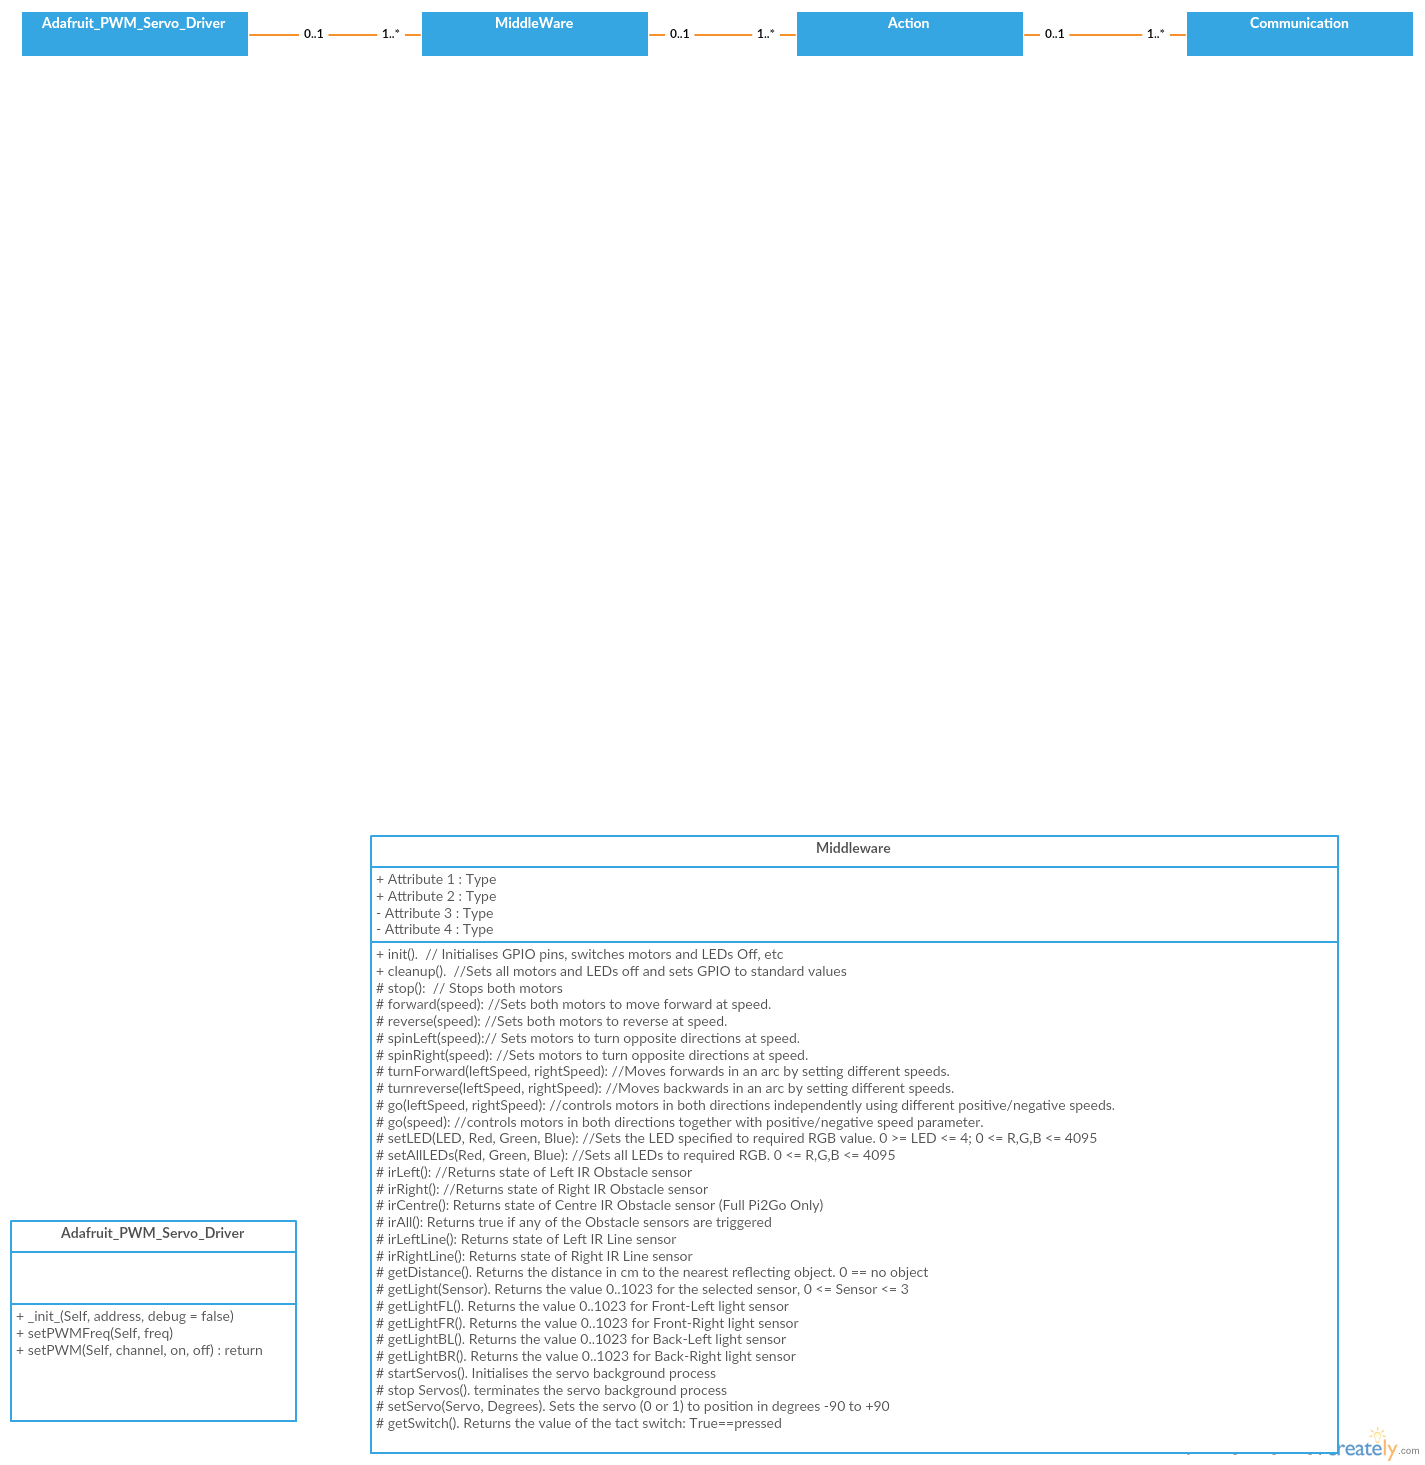 Adafruit_PWM_Servo_Driver 0..1 1..* MiddleWare 0..1 1..* Action 0..1 1..* Communication
Middleware
+ Attribute 1 : Type
+ Attribute 2 : Type
- Attribute 3 : Type
- Attribute 4 : Type
+ init().  // Initialises GPIO pins, switches motors and LEDs Off, etc
+ cleanup().  //Sets all motors and LEDs off and sets GPIO to standard values
# stop():  // Stops both motors
# forward(speed): //Sets both motors to move forward at speed.
# reverse(speed): //Sets both motors to reverse at speed.
# spinLeft(speed):// Sets motors to turn opposite directions at speed.
# spinRight(speed): //Sets motors to turn opposite directions at speed.
# turnForward(leftSpeed, rightSpeed): //Moves forwards in an arc by setting different speeds.
# turnreverse(leftSpeed, rightSpeed): //Moves backwards in an arc by setting different speeds.
# go(leftSpeed, rightSpeed): //controls motors in both directions independently using different positive/negative speeds.
# go(speed): //controls motors in both directions together with positive/negative speed parameter.
# setLED(LED, Red, Green, Blue): //Sets the LED specified to required RGB value. 0 >= LED <= 4; 0 <= R,G,B <= 4095
# setAllLEDs(Red, Green, Blue): //Sets all LEDs to required RGB. 0 <= R,G,B <= 4095
# irLeft(): //Returns state of Left IR Obstacle sensor
# irRight(): //Returns state of Right IR Obstacle sensor
# irCentre(): Returns state of Centre IR Obstacle sensor (Full Pi2Go Only)
# irAll(): Returns true if any of the Obstacle sensors are triggered
# irLeftLine(): Returns state of Left IR Line sensor
# irRightLine(): Returns state of Right IR Line sensor
# getDistance(). Returns the distance in cm to the nearest reflecting object. 0 == no object
# getLight(Sensor). Returns the value 0..1023 for the selected sensor, 0 <= Sensor <= 3
# getLightFL(). Returns the value 0..1023 for Front-Left light sensor
# getLightFR(). Returns the value 0..1023 for Front-Right light sensor
# getLightBL(). Returns the value 0..1023 for Back-Left light sensor
# getLightBR(). Returns the value 0..1023 for Back-Right light sensor
# startServos(). Initialises the servo background process
# stop Servos(). terminates the servo background process
# setServo(Servo, Degrees). Sets the servo (0 or 1) to position in degrees -90 to +90
# getSwitch(). Returns the value of the tact switch: True==pressed
Adafruit_PWM_Servo_Driver
+ _init_(Self, address, debug = false)
+ setPWMFreq(Self, freq)
+ setPWM(Self, channel, on, off) : return
creately.com